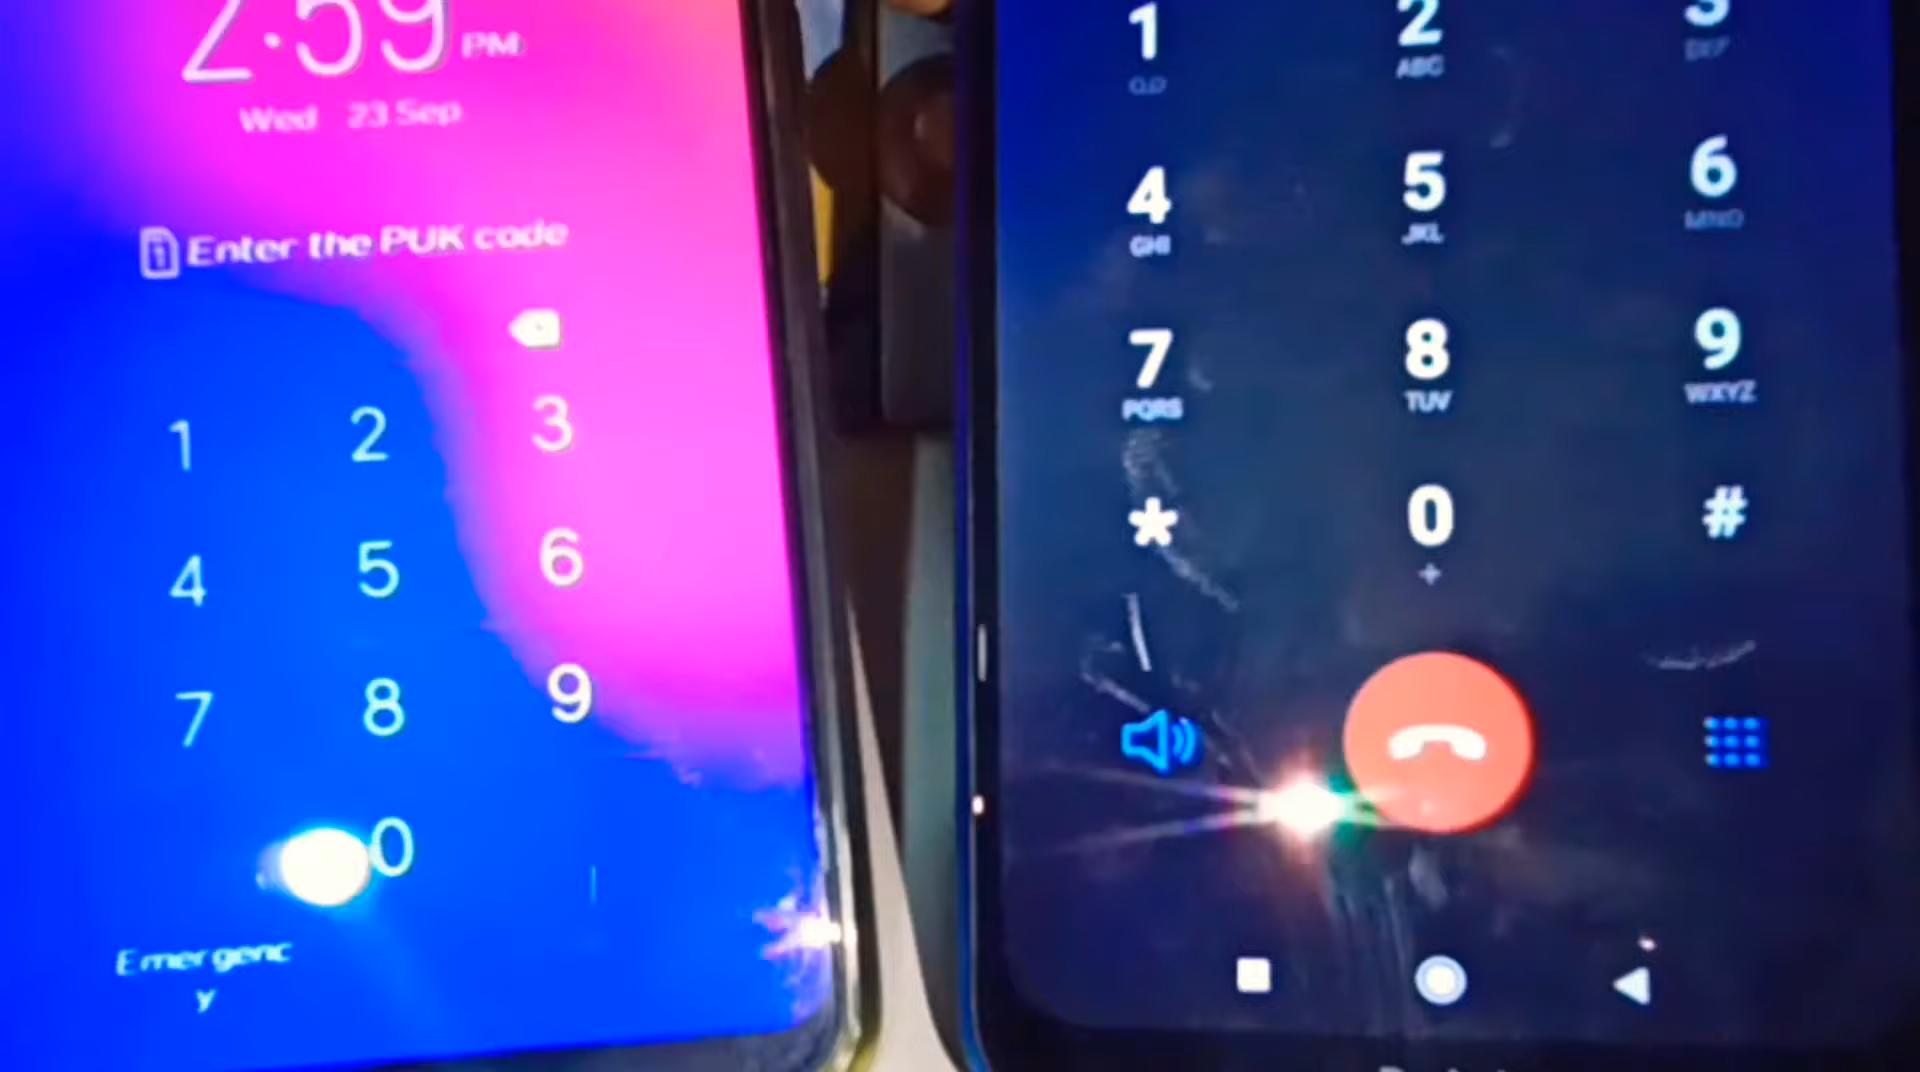 2:59 PM
Wed 23 Sep
1 Enter the PUK code
1 2 3
4 5 6
7 8 9
0
Emergenc
y
1 2 3
ABC DEF
4 5 6
GHI JKL MNO
7 8 9
PQRS TUV WXYZ
* 0 #
+